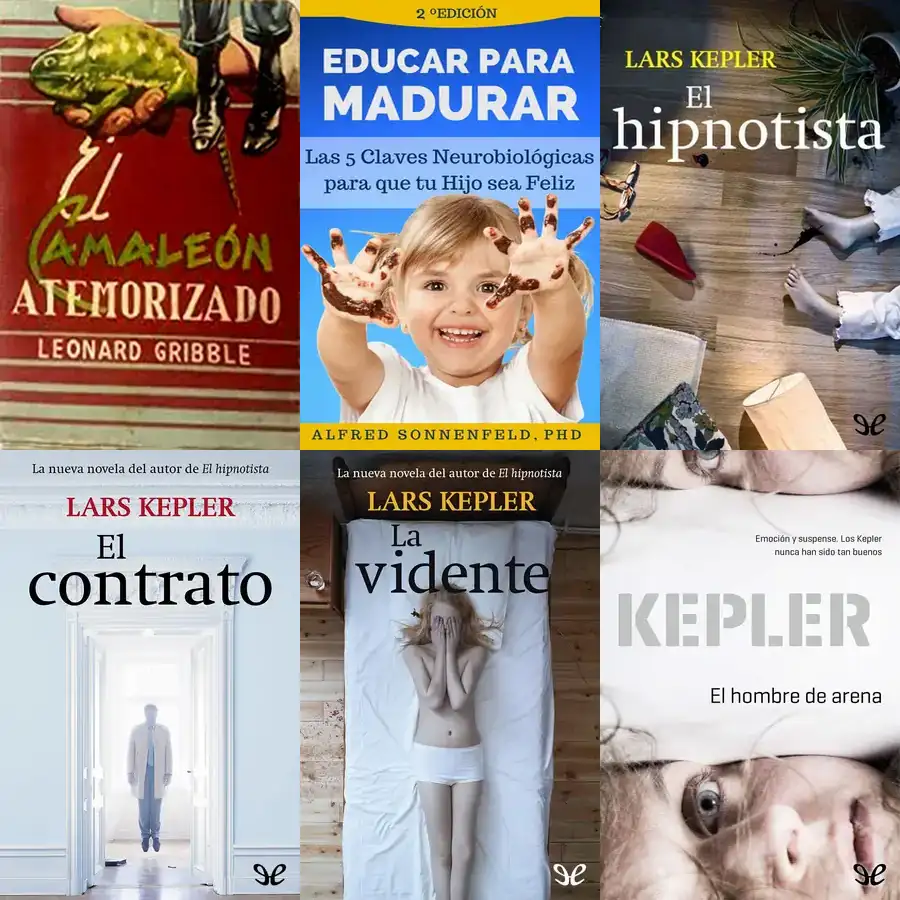 El
CAMALEÓN
ATEMORIZADO
LEONARD GRIBBLE
2 ºEDICIÓN
EDUCAR PARA
MADURAR
Las 5 Claves Neurobiológicas
para que tu Hijo sea Feliz
ALFRED SONNENFELD, PHD
LARS KEPLER
El
hipnotista
La nueva novela del autor de El hipnotista
LARS KEPLER
El
contrato
La nueva novela del autor de El hipnotista
LARS KEPLER
La
vidente
Emoción y suspense. Los Kepler
nunca han sido tan buenos
KEPLER
El hombre de arena